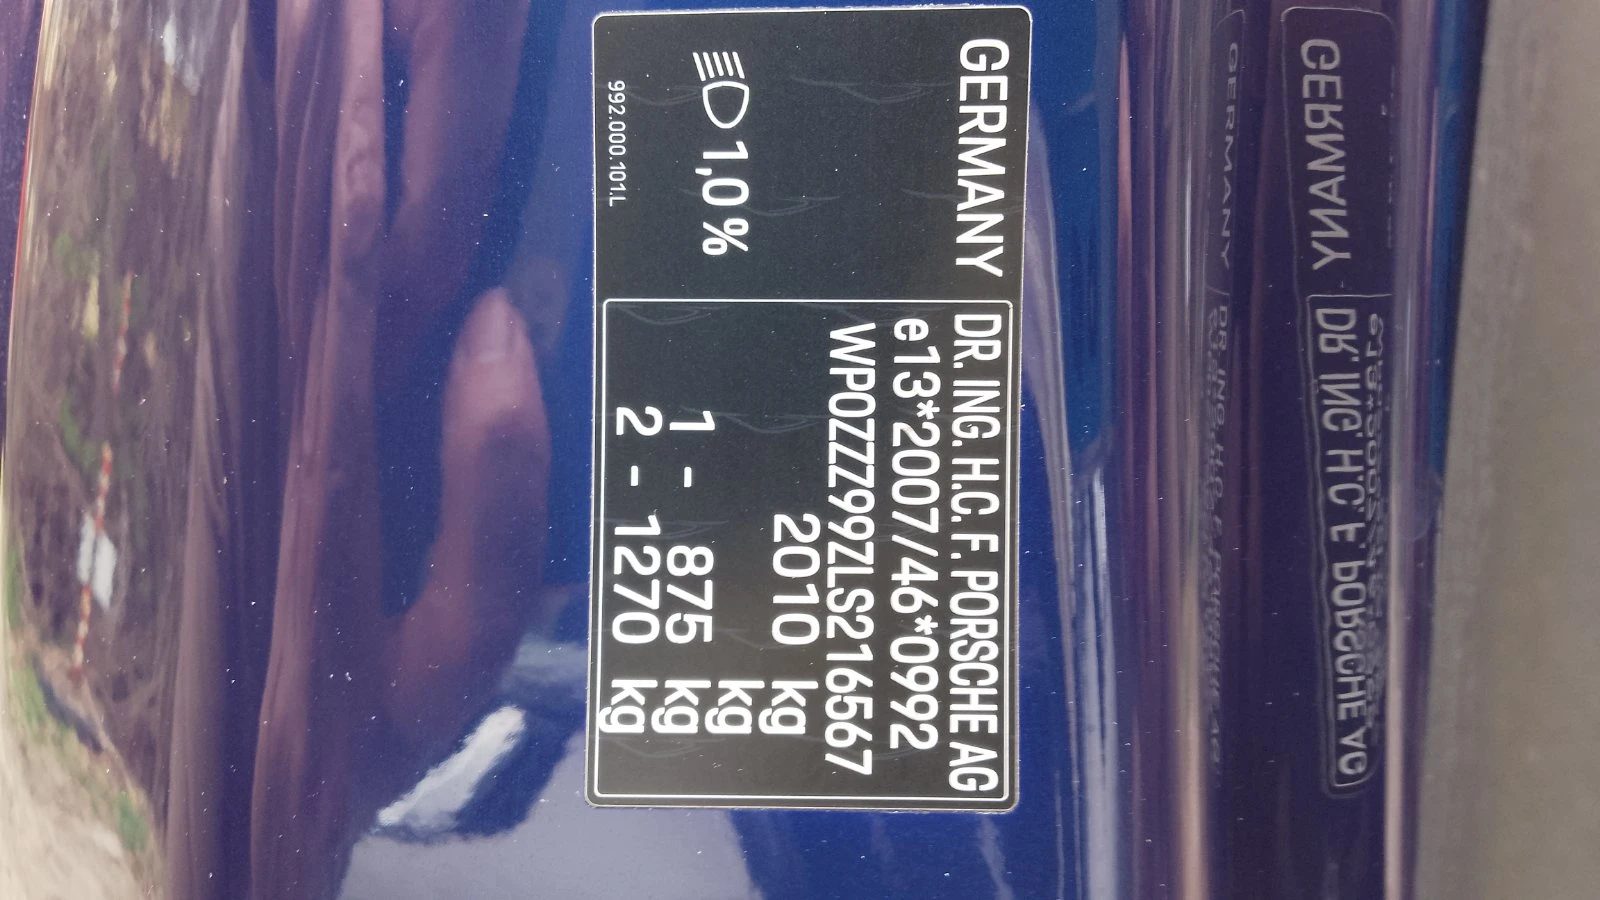 GERMANY
DR. ING. H.C. F. PORSCHE AG
e13*2007/46*0992
WP0ZZZ99ZLS216567
2010 kg
kg
1 - 875 kg
2 - 1270 kg
1,0 %
992.000.101.L